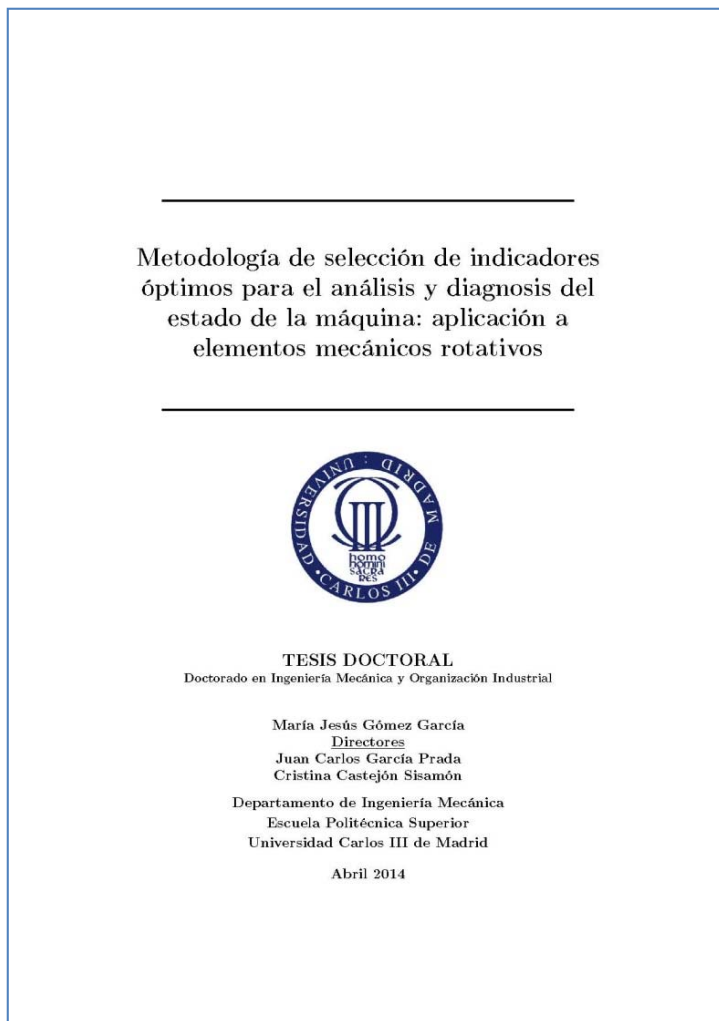 Metodología de selección de indicadores
óptimos para el análisis y diagnosis del
estado de la máquina: aplicación a
elementos mecánicos rotativos
UNIVERSIDAD · CARLOS III · DE MADRID :
homo
homini
sacra
res
TESIS DOCTORAL
Doctorado en Ingeniería Mecánica y Organización Industrial
María Jesús Gómez García
Directores
Juan Carlos García Prada
Cristina Castejón Sisamón
Departamento de Ingeniería Mecánica
Escuela Politécnica Superior
Universidad Carlos III de Madrid
Abril 2014